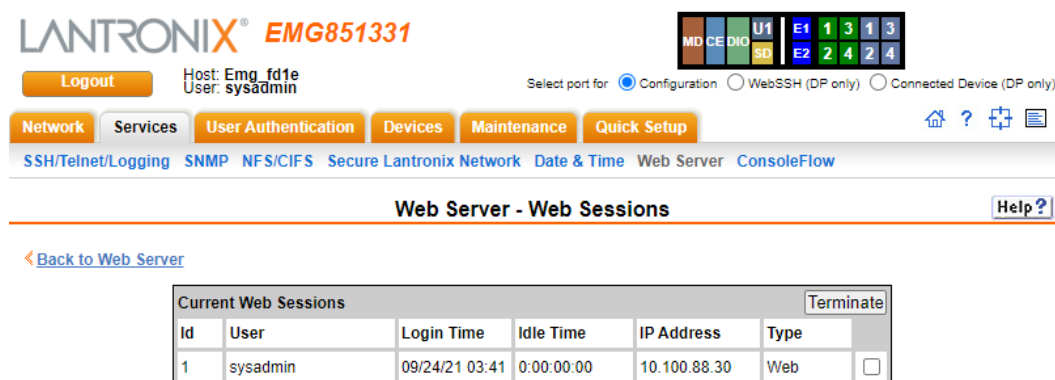 LANTRONIX® EMG851331
MD CE DIO U1 SD E1 E2 1 3 1 3 2 4 2 4
Logout
Host: Emg_fd1e
User: sysadmin
Select port for Configuration WebSSH (DP only) Connected Device (DP only)
Network Services User Authentication Devices Maintenance Quick Setup
?
SSH/Telnet/Logging SNMP NFS/CIFS Secure Lantronix Network Date & Time Web Server ConsoleFlow
Web Server - Web Sessions
Help?
Back to Web Server
Current Web Sessions Terminate
Id User Login Time Idle Time IP Address Type
1 sysadmin 09/24/21 03:41 0:00:00:00 10.100.88.30 Web